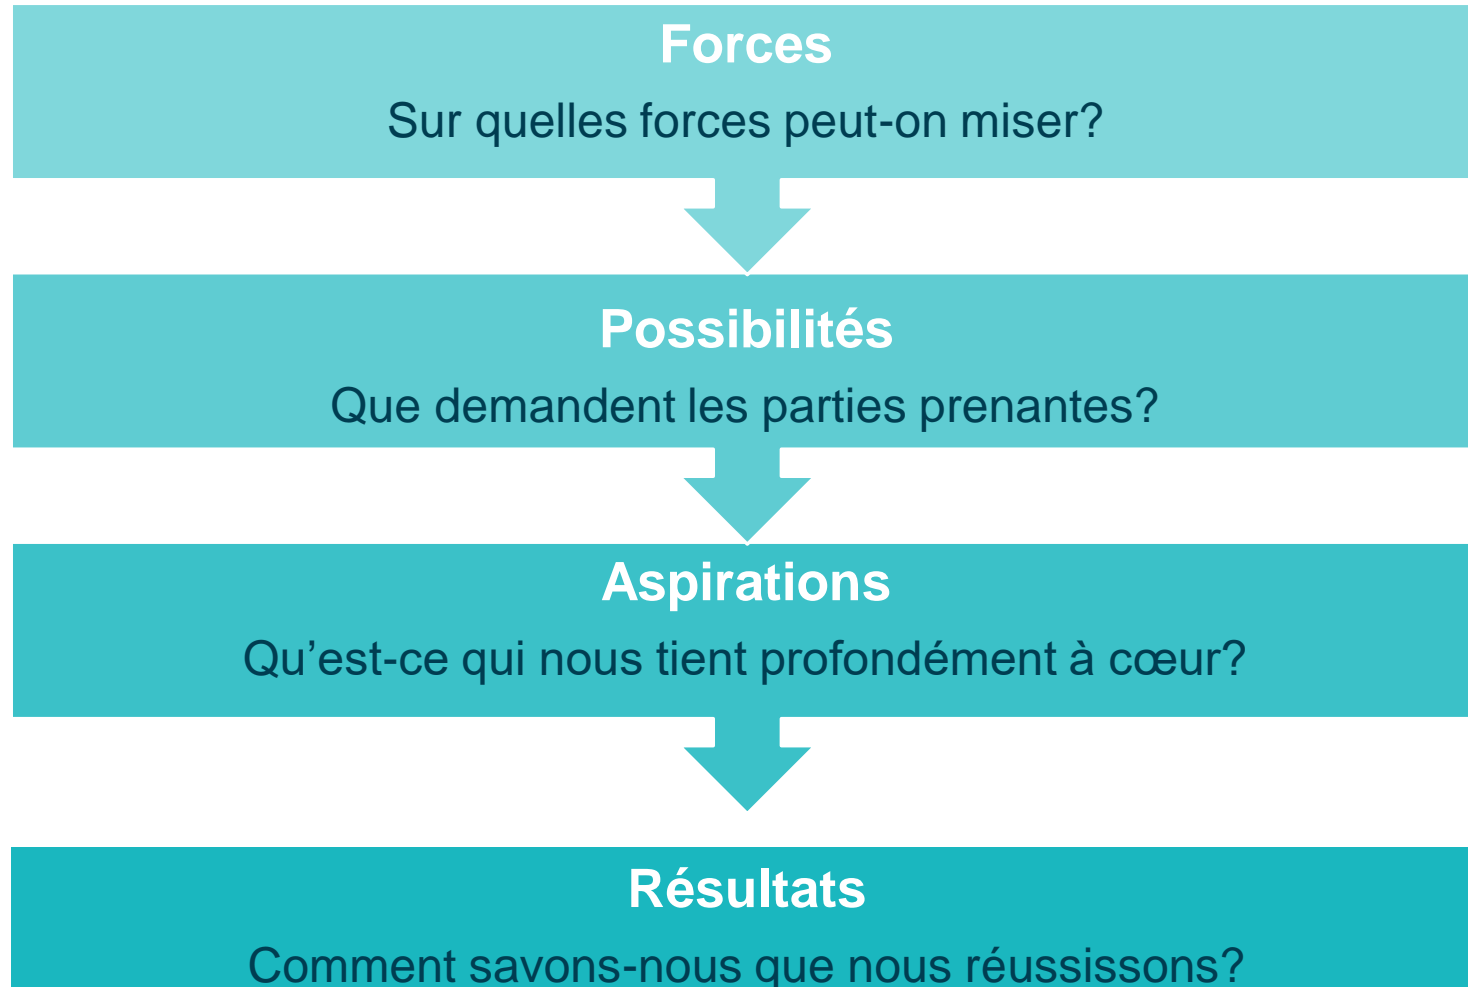 Forces
Sur quelles forces peut-on miser?
Possibilités
Que demandent les parties prenantes?
Aspirations
Qu’est-ce qui nous tient profondément à cœur?
Résultats
Comment savons-nous que nous réussissons?